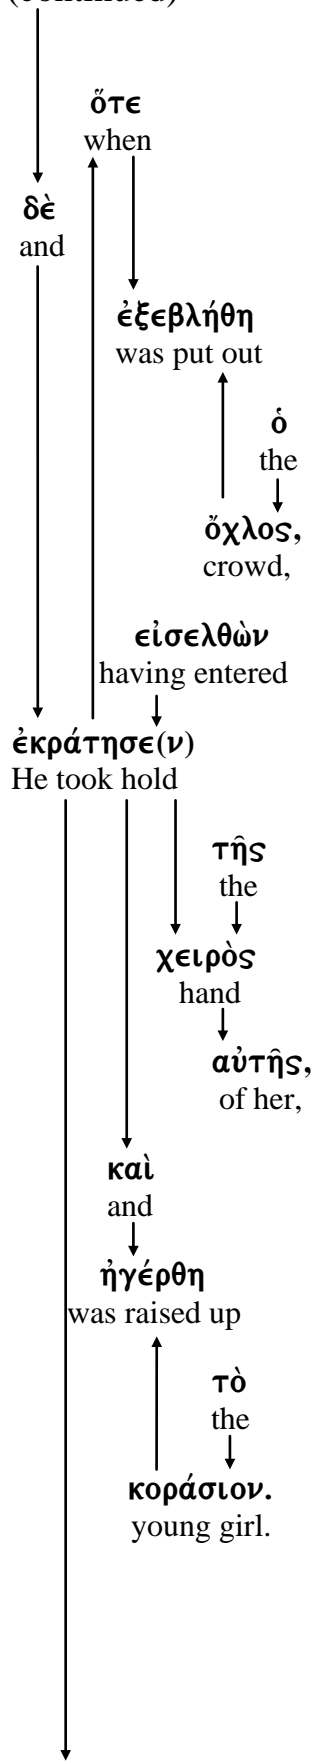 (continued)
ὅτε
when
δὲ
and
ἐξεβλήθη
was put out
ὁ
the
ὄχλος,
crowd,
εἰσελθὼν
having entered
ἐκράτησε(ν)
He took hold
τῆς
the
χειρὸς
hand
αὐτῆς,
of her,
καὶ
and
ἠγέρθη
was raised up
τὸ
the
κοράσιον.
young girl.